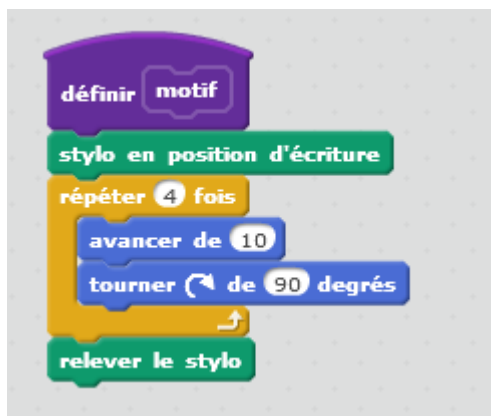 définir motif
stylo en position d'écriture
répéter 4 fois
avancer de 10
tourner de 90 degrés
relever le stylo